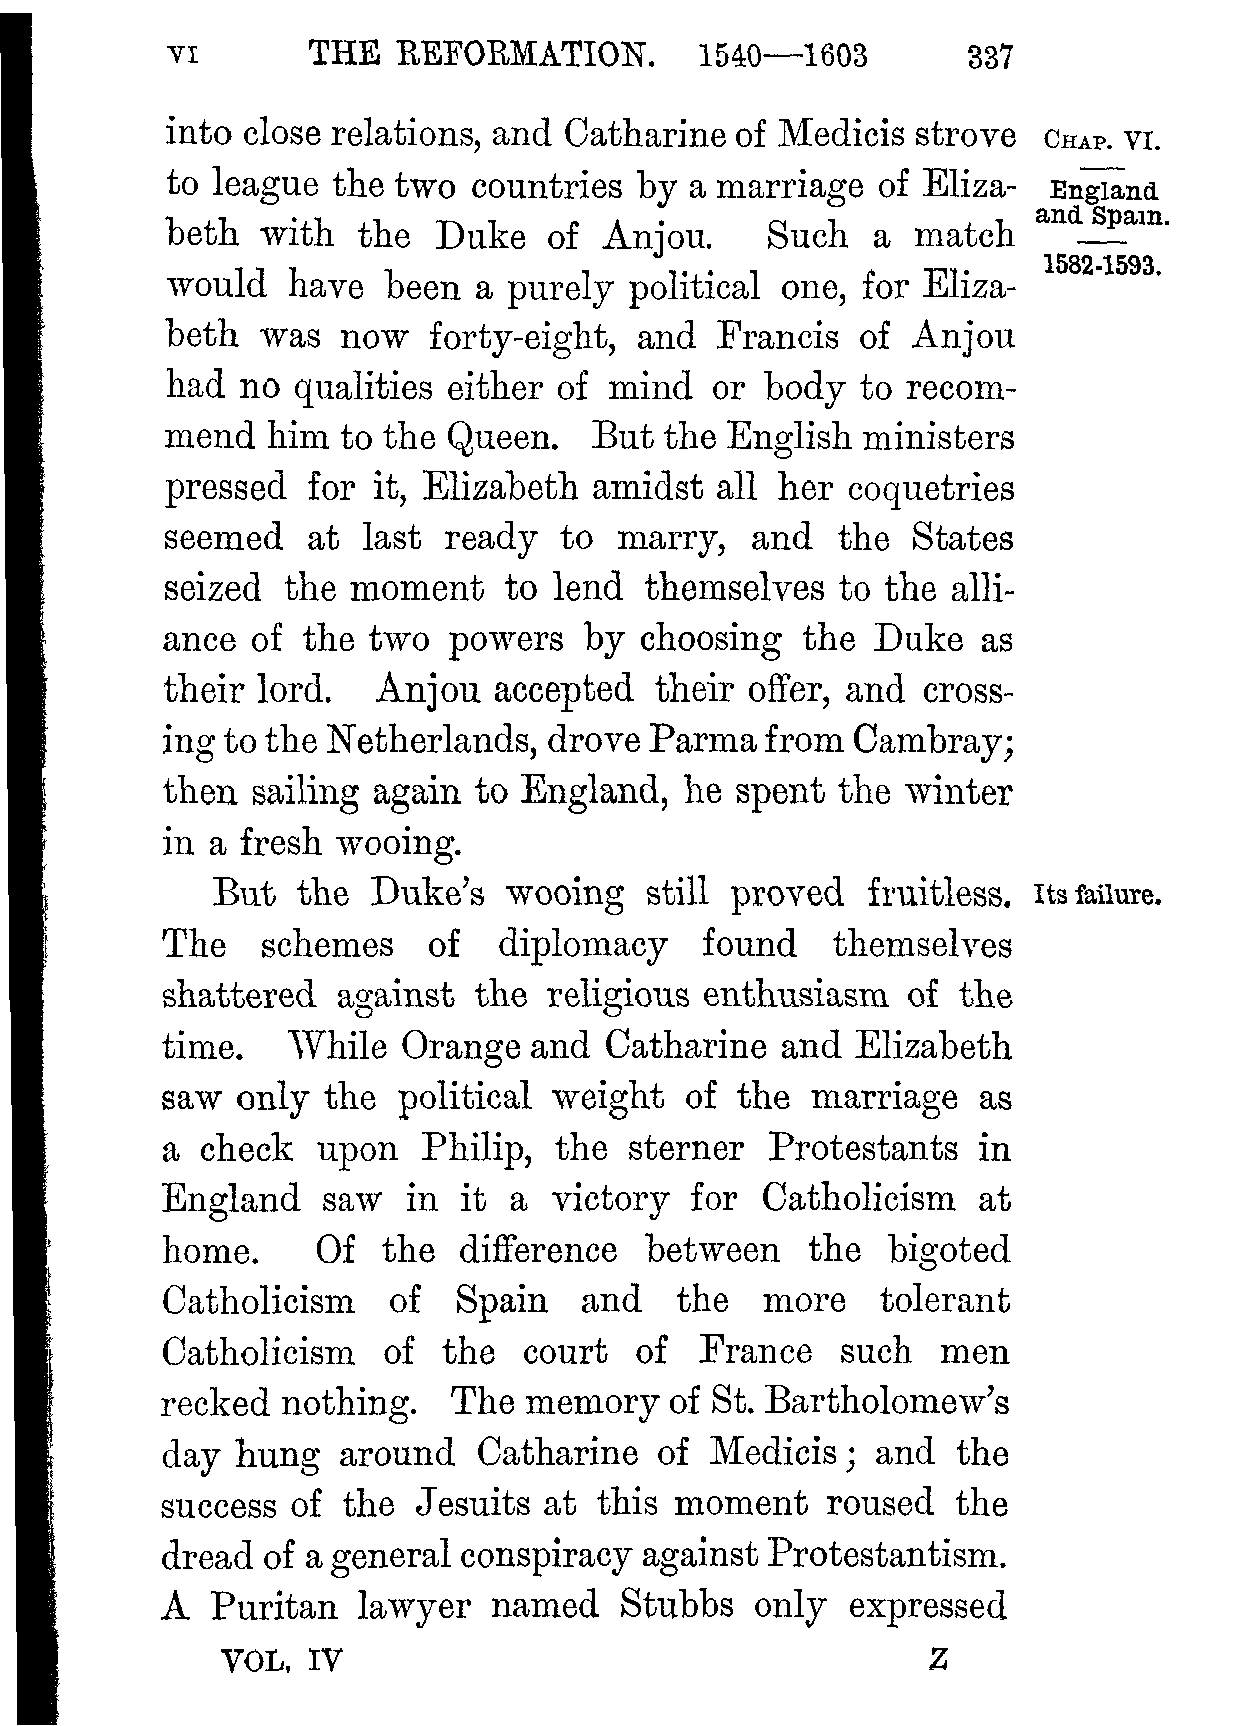 VI THE REFORMATION. 1540—1603 337
into close relations, and Catharine of Medicis strove
to league the two countries by a marriage of Eliza-
beth with the Duke of Anjou. Such a match
would have been a purely political one, for Eliza-
beth was now forty-eight, and Francis of Anjou
had no qualities either of mind or body to recom-
mend him to the Queen. But the English ministers
pressed for it, Elizabeth amidst all her coquetries
seemed at last ready to marry, and the States
seized the moment to lend themselves to the alli-
ance of the two powers by choosing the Duke as
their lord. Anjou accepted their offer, and cross-
ing to the Netherlands, drove Parma from Cambray;
then sailing again to England, he spent the winter
in a fresh wooing.
CHAP. VI.
England
and Spain.
1582-1593.
But the Duke's wooing still proved fruitless.
The schemes of diplomacy found themselves
shattered against the religious enthusiasm of the
time. While Orange and Catharine and Elizabeth
saw only the political weight of the marriage as
a check upon Philip, the sterner Protestants in
England saw in it a victory for Catholicism at
home. Of the difference between the bigoted
Catholicism of Spain and the more tolerant
Catholicism of the court of France such men
recked nothing. The memory of St. Bartholomew's
day hung around Catharine of Medicis; and the
success of the Jesuits at this moment roused the
dread of a general conspiracy against Protestantism.
A Puritan lawyer named Stubbs only expressed
Its failure.
VOL. IV Z